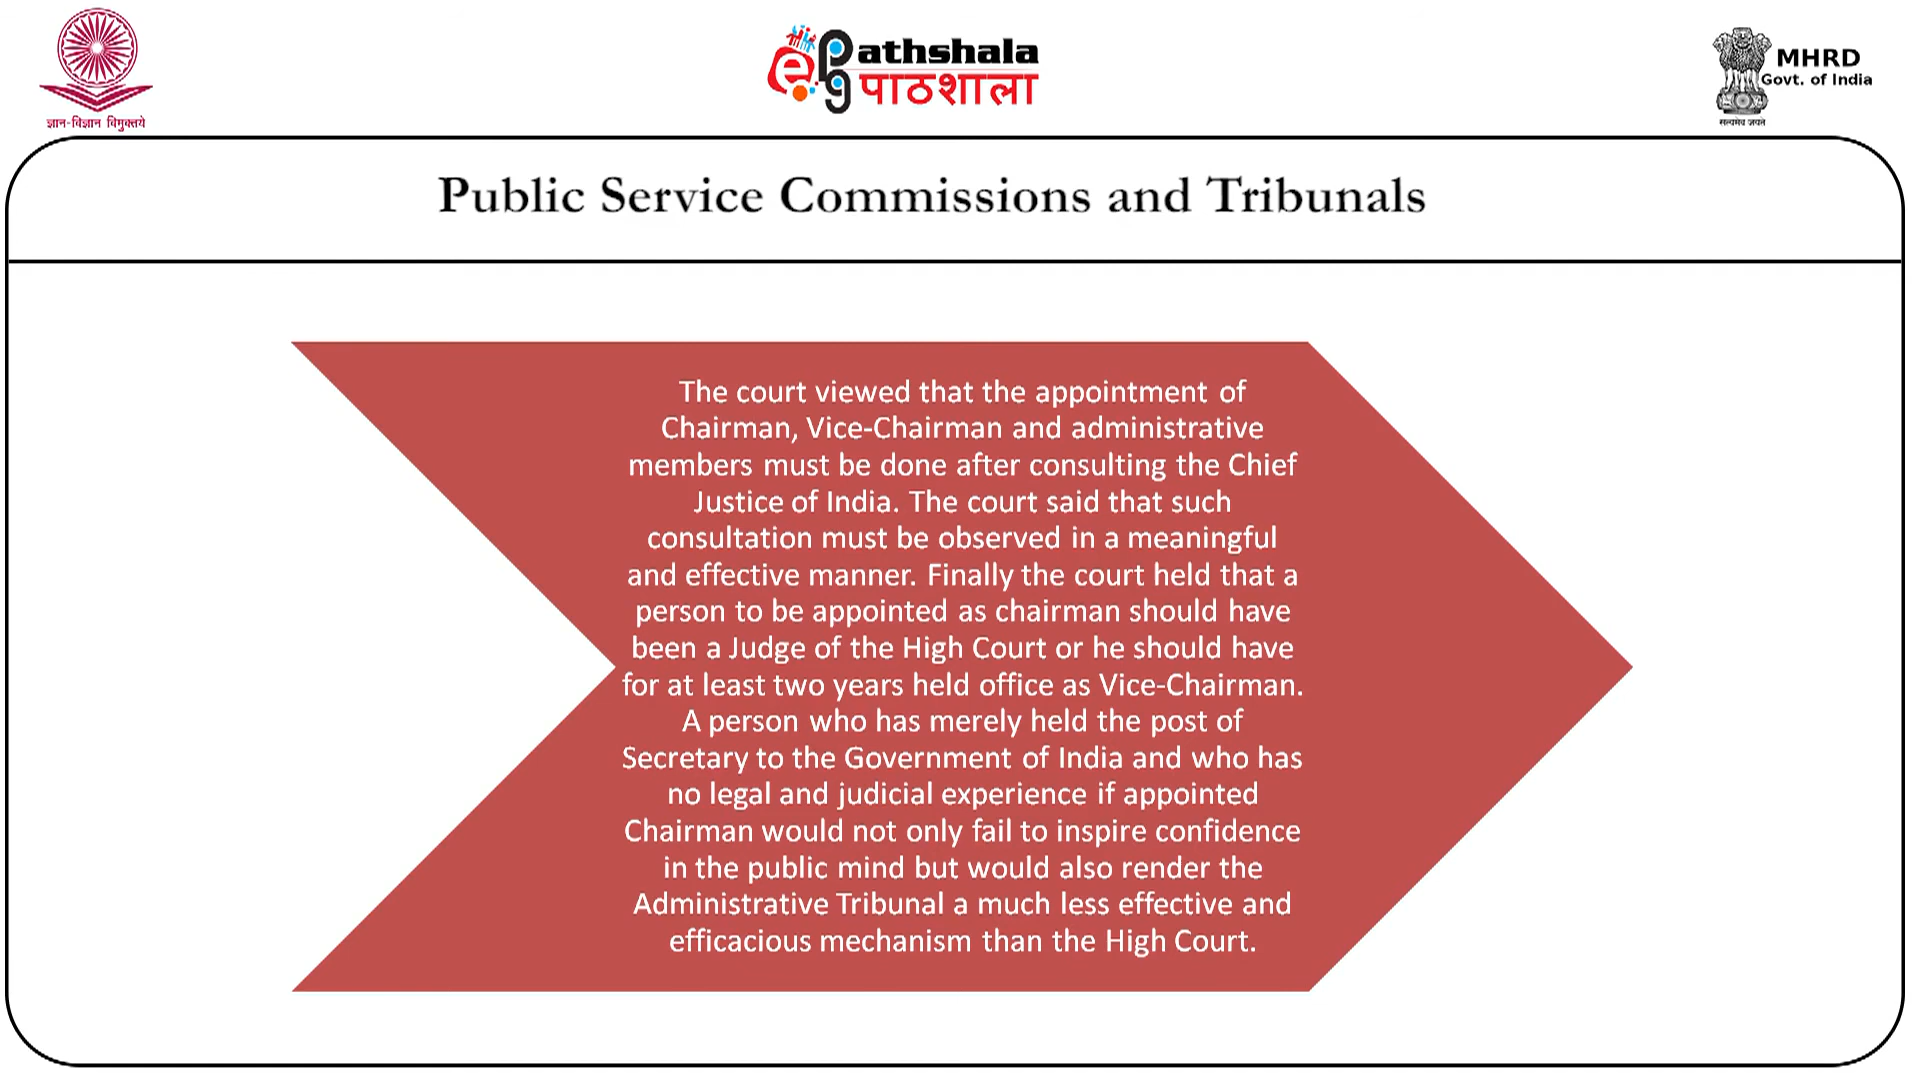 ज्ञान-विज्ञान विमुक्तये
e pg Pathshala
पाठशाला
MHRD
Govt. of India
सत्यमेव जयते
Public Service Commissions and Tribunals
The court viewed that the appointment of
Chairman, Vice-Chairman and administrative
members must be done after consulting the Chief
Justice of India. The court said that such
consultation must be observed in a meaningful
and effective manner. Finally the court held that a
person to be appointed as chairman should have
been a Judge of the High Court or he should have
for at least two years held office as Vice-Chairman.
A person who has merely held the post of
Secretary to the Government of India and who has
no legal and judicial experience if appointed
Chairman would not only fail to inspire confidence
in the public mind but would also render the
Administrative Tribunal a much less effective and
efficacious mechanism than the High Court.